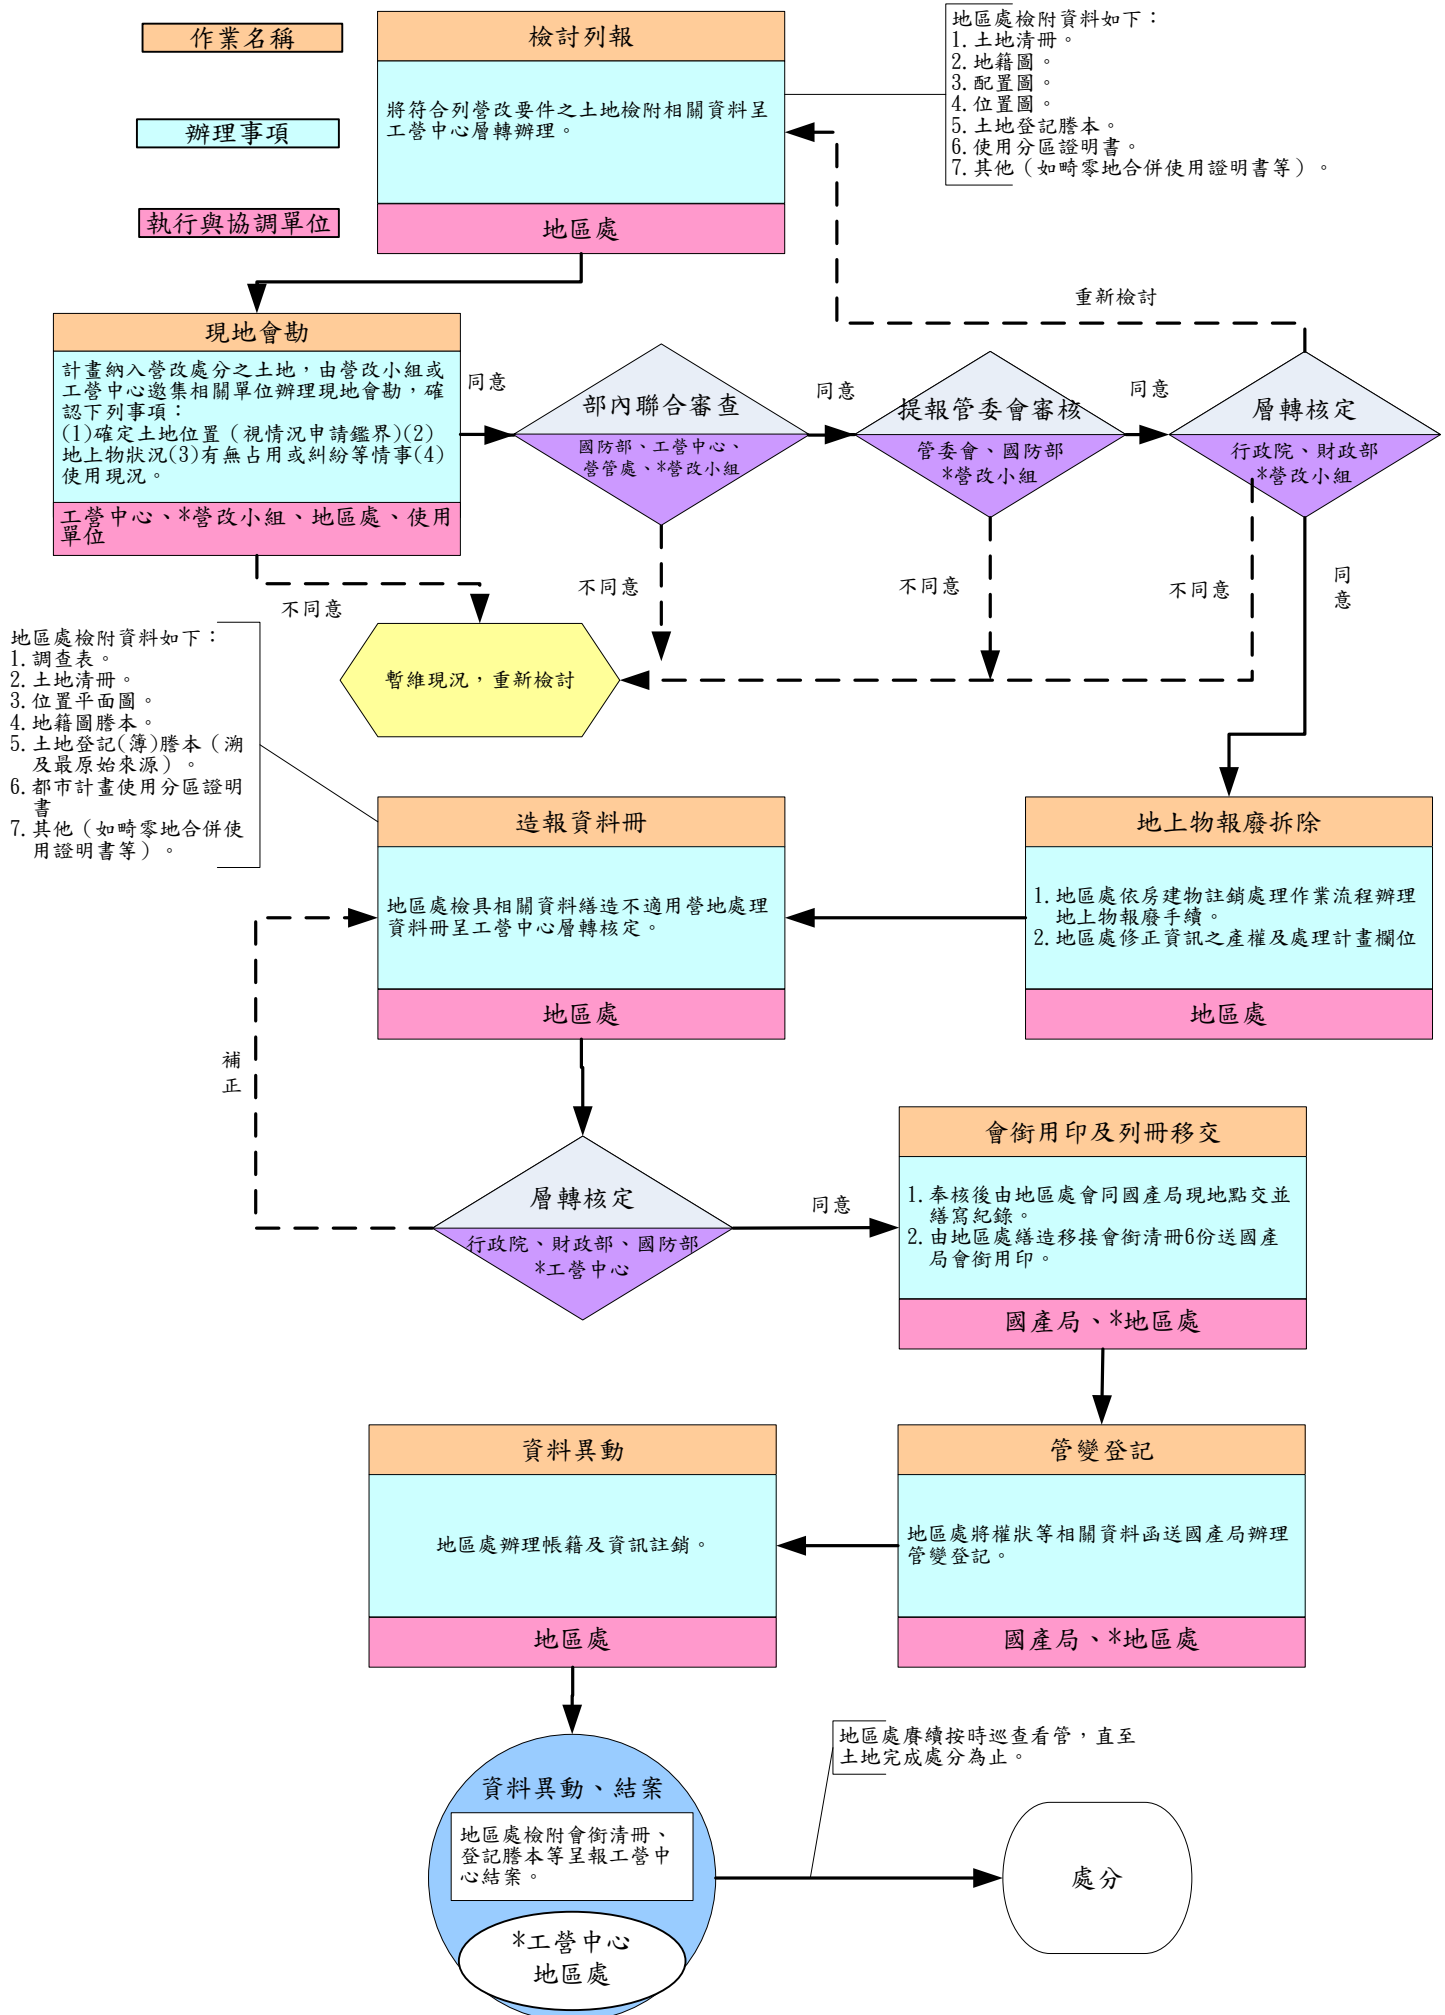 作業名稱
辦理事項
執行與協調單位
檢討列報
將符合列營改要件之土地檢附相關資料呈
工營中心層轉辦理。
地區處
地區處檢附資料如下：
1.土地清冊。
2.地籍圖。
3.配置圖。
4.位置圖。
5.土地登記謄本。
6.使用分區證明書。
7.其他（如畸零地合併使用證明書等）。
重新檢討
現地會勘
計畫納入營改處分之土地，由營改小組或
工營中心邀集相關單位辦理現地會勘，確
認下列事項：
(1)確定土地位置（視情況申請鑑界)(2)
地上物狀況(3)有無占用或糾紛等情事(4)
使用現況。
工營中心、*營改小組、地區處、使用
單位
同意
部內聯合審查
國防部、工營中心、
營管處、*營改小組
同意
提報管委會審核
管委會、國防部
*營改小組
同意
層轉核定
行政院、財政部
*營改小組
不同意
不同意
不同意
不同意
同
意
暫維現況，重新檢討
地區處檢附資料如下：
1.調查表。
2.土地清冊。
3.位置平面圖。
4.地籍圖謄本。
5.土地登記(簿)謄本（溯
及最原始來源）。
6.都市計畫使用分區證明
書
7.其他（如畸零地合併使
用證明書等）。
造報資料冊
地區處檢具相關資料繕造不適用營地處理
資料冊呈工營中心層轉核定。
地區處
地上物報廢拆除
1.地區處依房建物註銷處理作業流程辦理
地上物報廢手續。
2.地區處修正資訊之產權及處理計畫欄位
地區處
補
正
層轉核定
行政院、財政部、國防部
*工營中心
同意
會銜用印及列冊移交
1.奉核後由地區處會同國產局現地點交並
繕寫紀錄。
2.由地區處繕造移接會銜清冊6份送國產
局會銜用印。
國產局、*地區處
資料異動
地區處辦理帳籍及資訊註銷。
地區處
管變登記
地區處將權狀等相關資料函送國產局辦理
管變登記。
國產局、*地區處
地區處賡續按時巡查看管，直至
土地完成處分為止。
資料異動、結案
地區處檢附會銜清冊、
登記謄本等呈報工營中
心結案。
*工營中心
地區處
處分